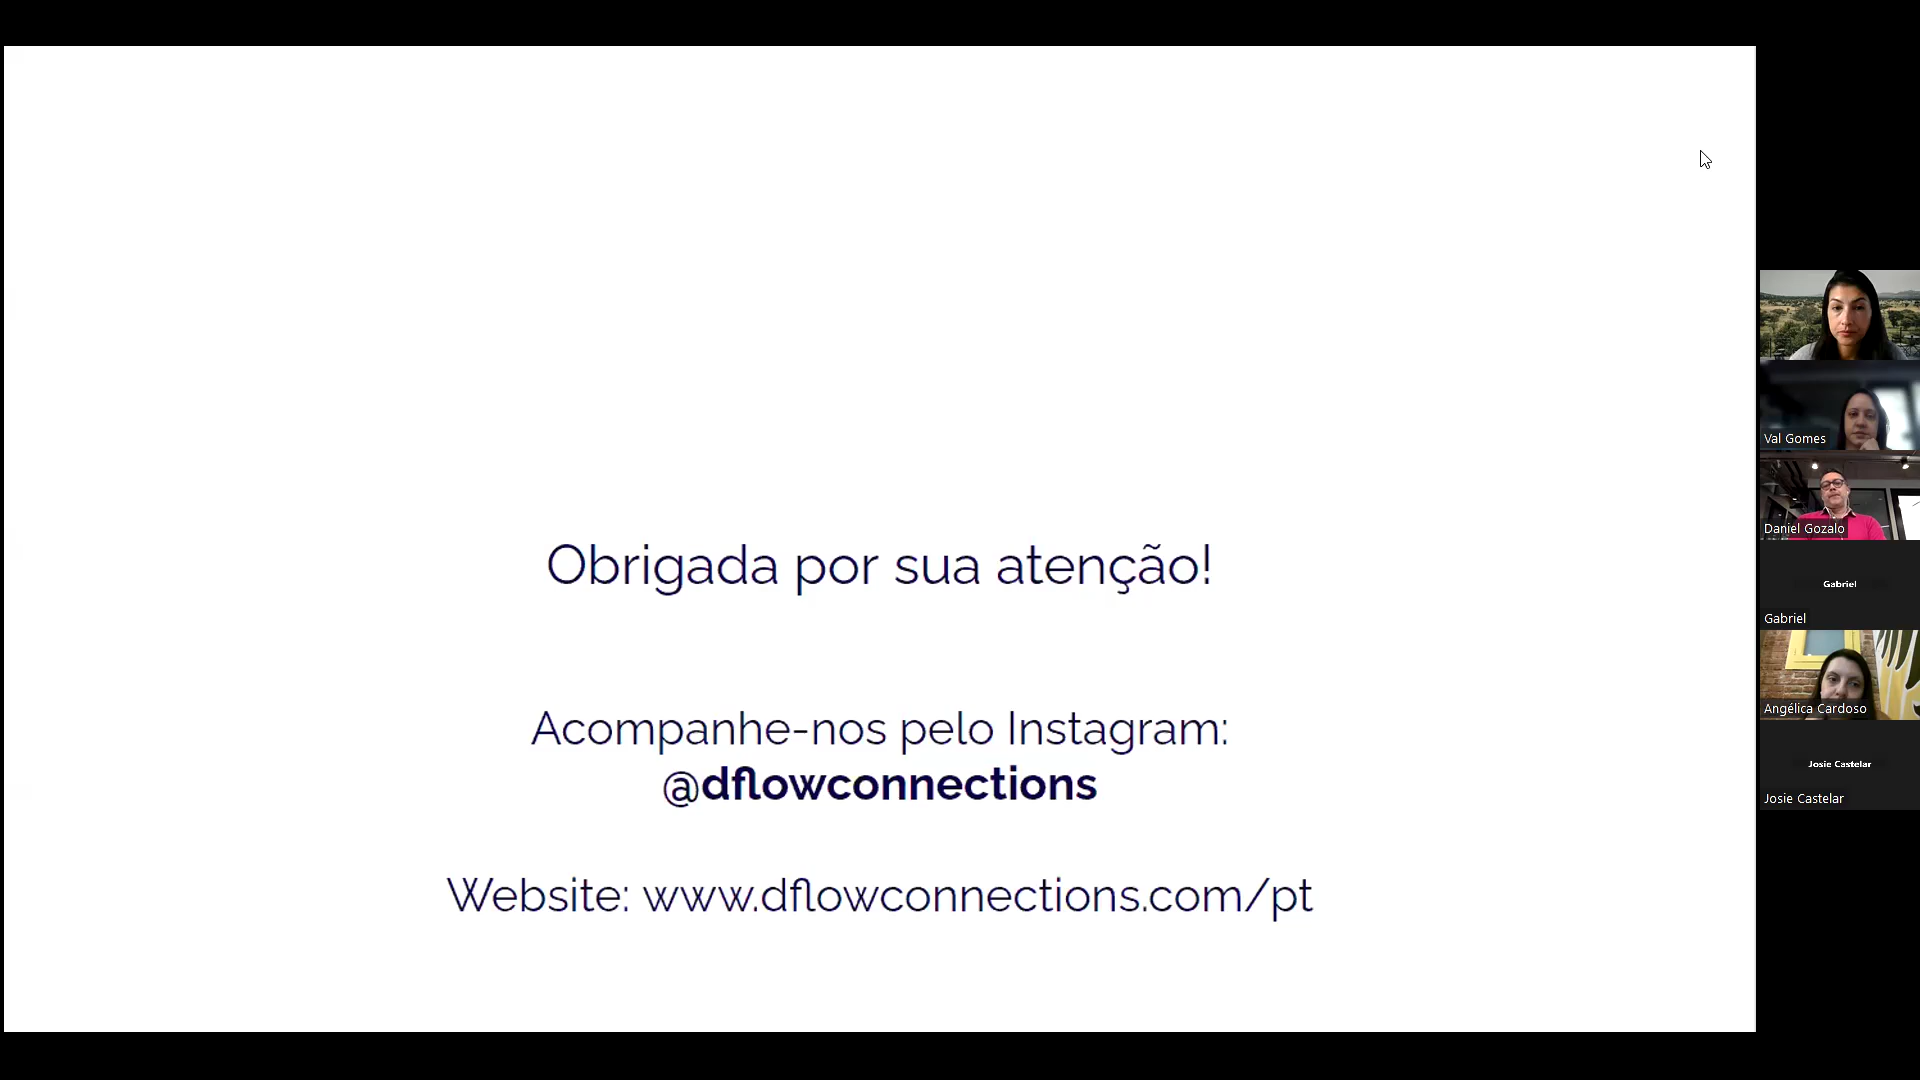 Obrigada por sua atenção!
Acompanhe-nos pelo Instagram:
@dflowconnections
Website: www.dflowconnections.com/pt
Val Gomes
Daniel Gozalo
Gabriel
Gabriel
Angélica Cardoso
Josie Castelar
Josie Castelar